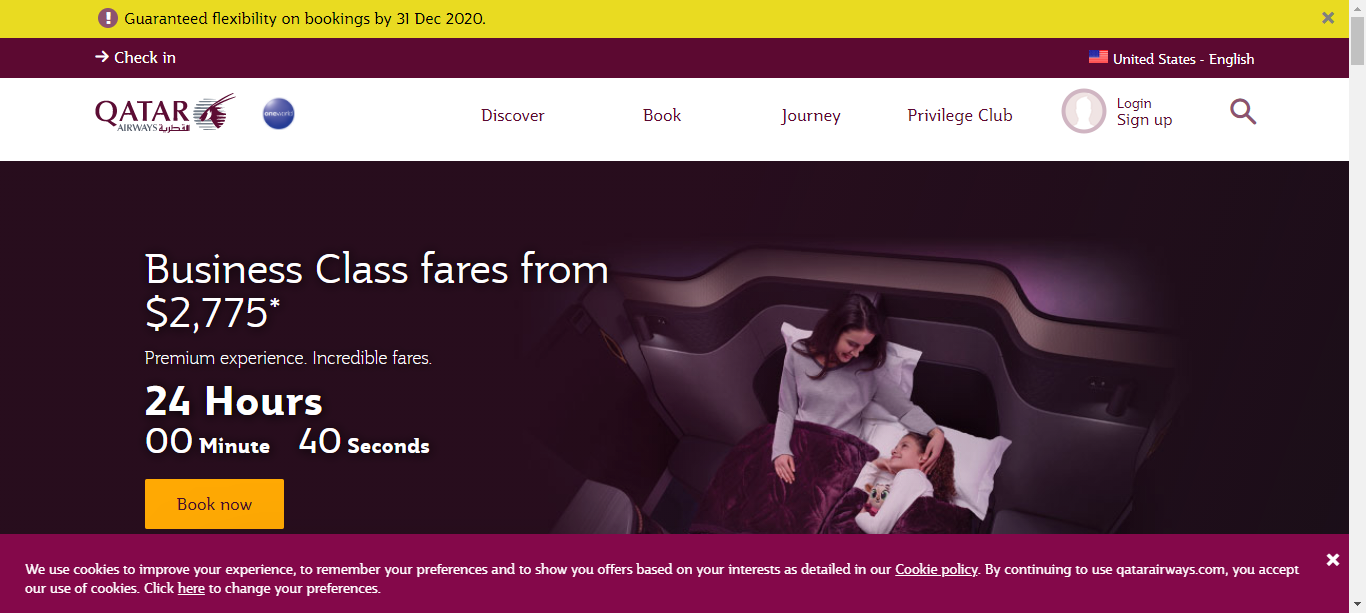 Guaranteed flexibility on bookings by 31 Dec 2020.
Check in
United States - English
QATAR
AIRWAYS القطرية
oneworld
Discover
Book
Journey
Privilege Club
Login
Sign up
Business Class fares from
$2,775*
Premium experience. Incredible fares.
24 Hours
00 Minute 40 Seconds
Book now
We use cookies to improve your experience, to remember your preferences and to show you offers based on your interests as detailed in our Cookie policy. By continuing to use qatarairways.com, you accept
our use of cookies. Click here to change your preferences.